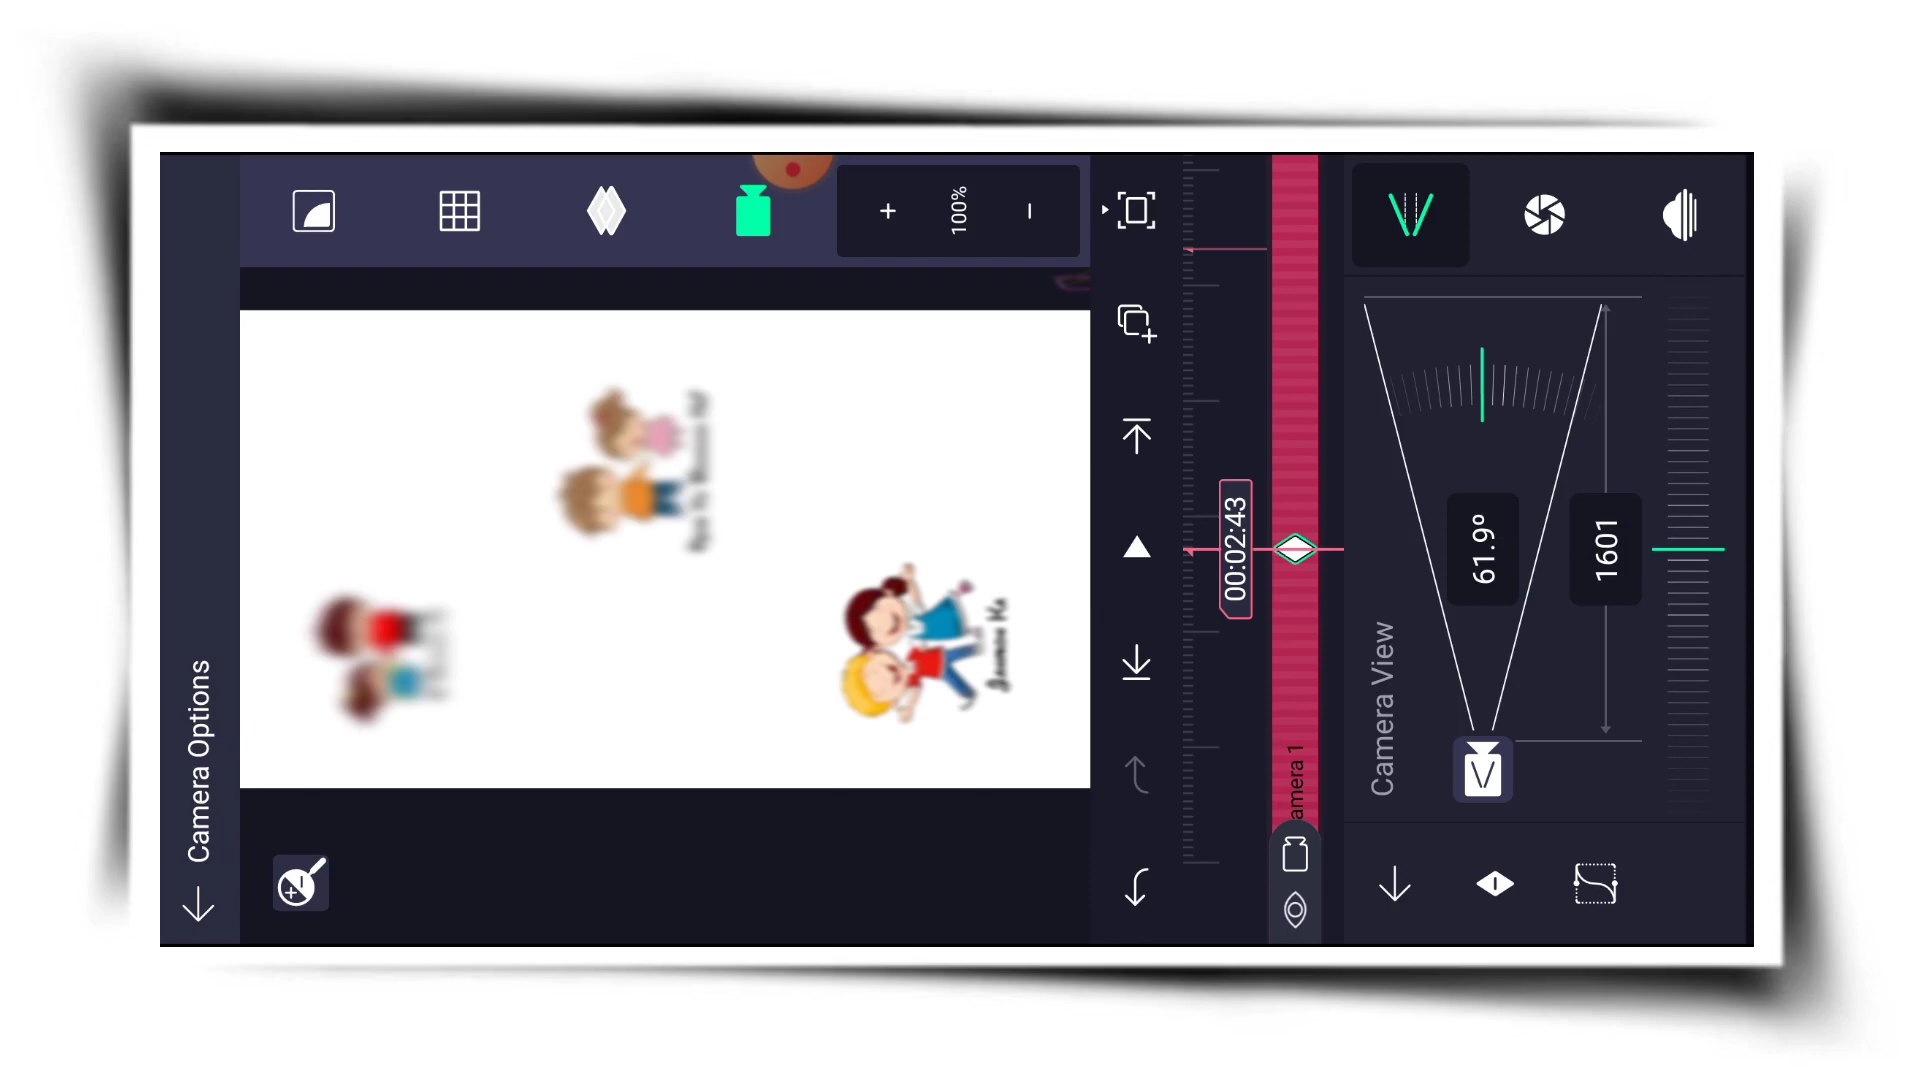 Camera Options
100%
00:02:43
amera 1
Camera View
61.9°
1601